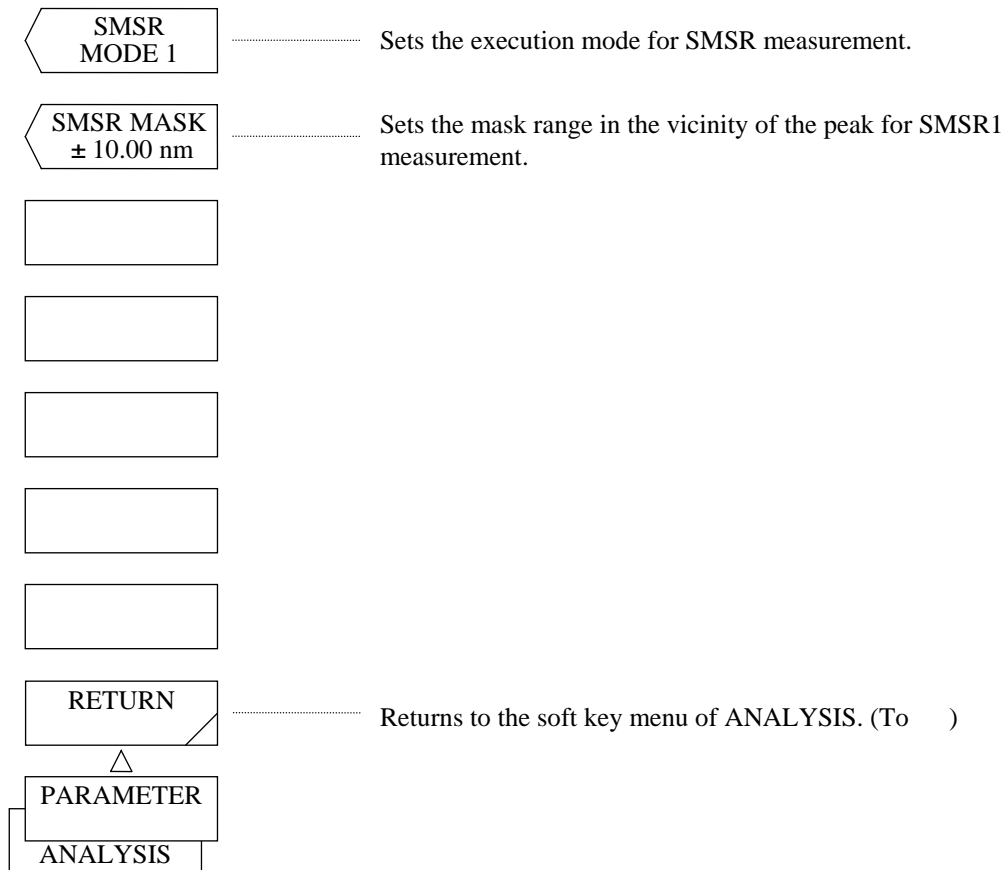 SMSR
MODE 1
Sets the execution mode for SMSR measurement.
SMSR MASK
± 10.00 nm
Sets the mask range in the vicinity of the peak for SMSR1
measurement.
RETURN
Returns to the soft key menu of ANALYSIS. (To )
PARAMETER
ANALYSIS